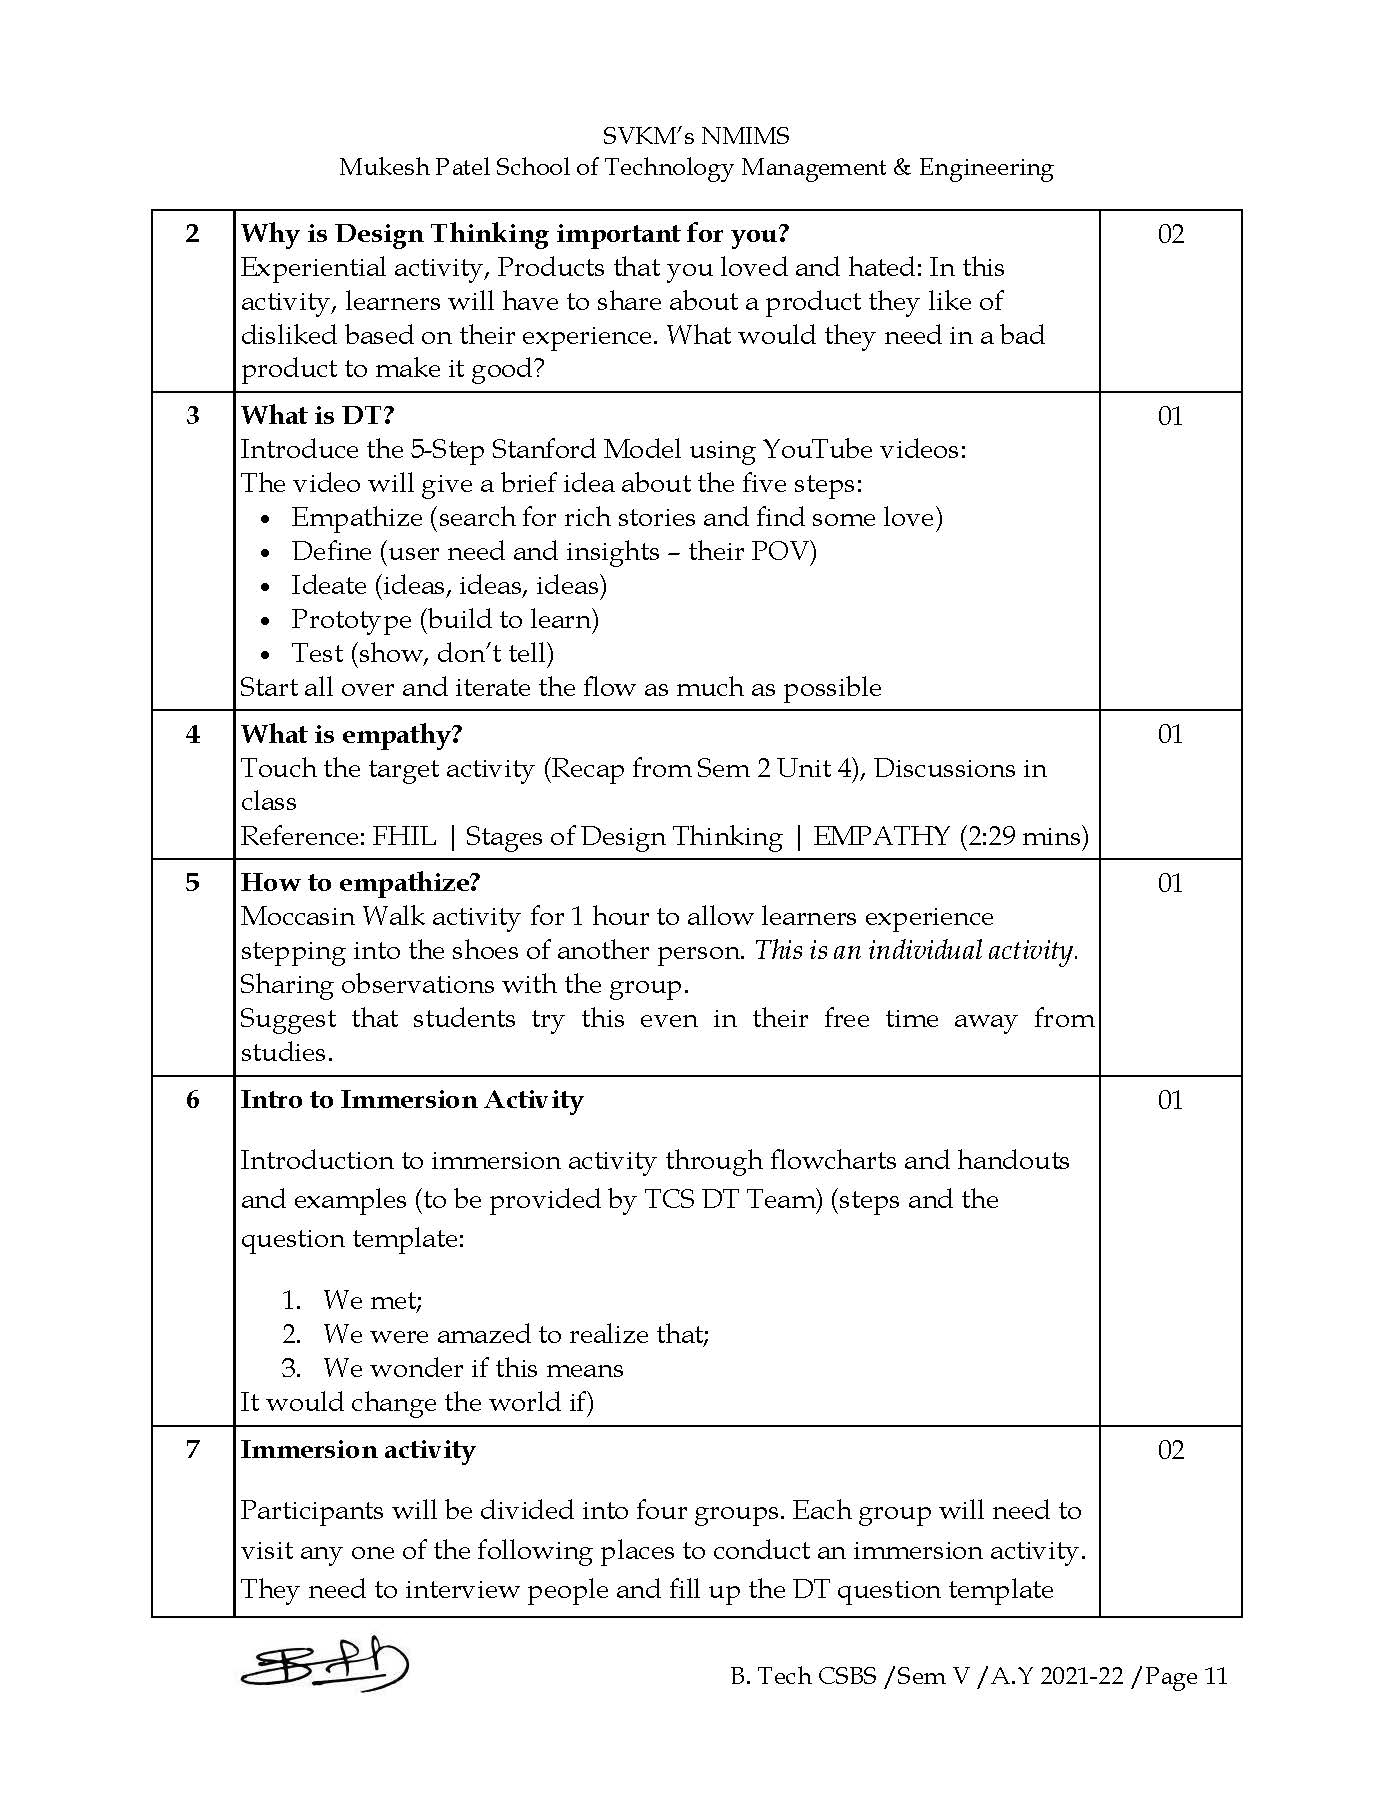 SVKM's NMIMS
Mukesh Patel School of Technology Management & Engineering
2 Why is Design Thinking important for you? 02
Experiential activity, Products that you loved and hated: In this
activity, learners will have to share about a product they like of
disliked based on their experience. What would they need in a bad
product to make it good?
3 What is DT? 01
Introduce the 5-Step Stanford Model using YouTube videos:
The video will give a brief idea about the five steps:
• Empathize (search for rich stories and find some love)
• Define (user need and insights – their POV)
• Ideate (ideas, ideas, ideas)
• Prototype (build to learn)
• Test (show, don't tell)
Start all over and iterate the flow as much as possible
4 What is empathy? 01
Touch the target activity (Recap from Sem 2 Unit 4), Discussions in
class
Reference: FHIL | Stages of Design Thinking | EMPATHY (2:29 mins)
5 How to empathize? 01
Moccasin Walk activity for 1 hour to allow learners experience
stepping into the shoes of another person. This is an individual activity.
Sharing observations with the group.
Suggest that students try this even in their free time away from
studies.
6 Intro to Immersion Activity 01
Introduction to immersion activity through flowcharts and handouts
and examples (to be provided by TCS DT Team) (steps and the
question template:
1. We met;
2. We were amazed to realize that;
3. We wonder if this means
It would change the world if)
7 Immersion activity 02
Participants will be divided into four groups. Each group will need to
visit any one of the following places to conduct an immersion activity.
They need to interview people and fill up the DT question template
B. Tech CSBS /Sem V /A.Y 2021-22 /Page 11